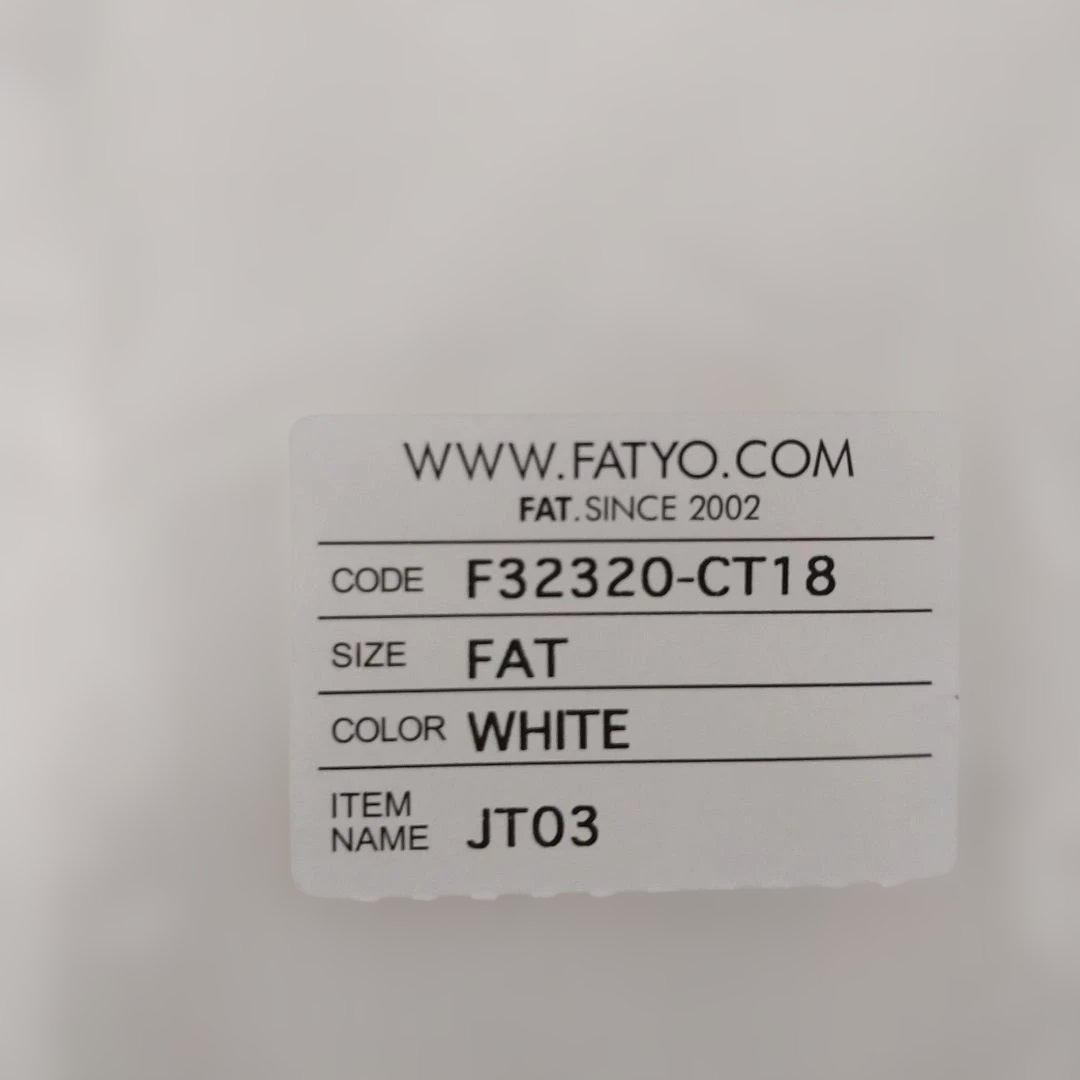 WWW.FATYO.COM
FAT.SINCE 2002
CODE F32320-CT18
SIZE FAT
COLOR WHITE
ITEM
NAME JT03